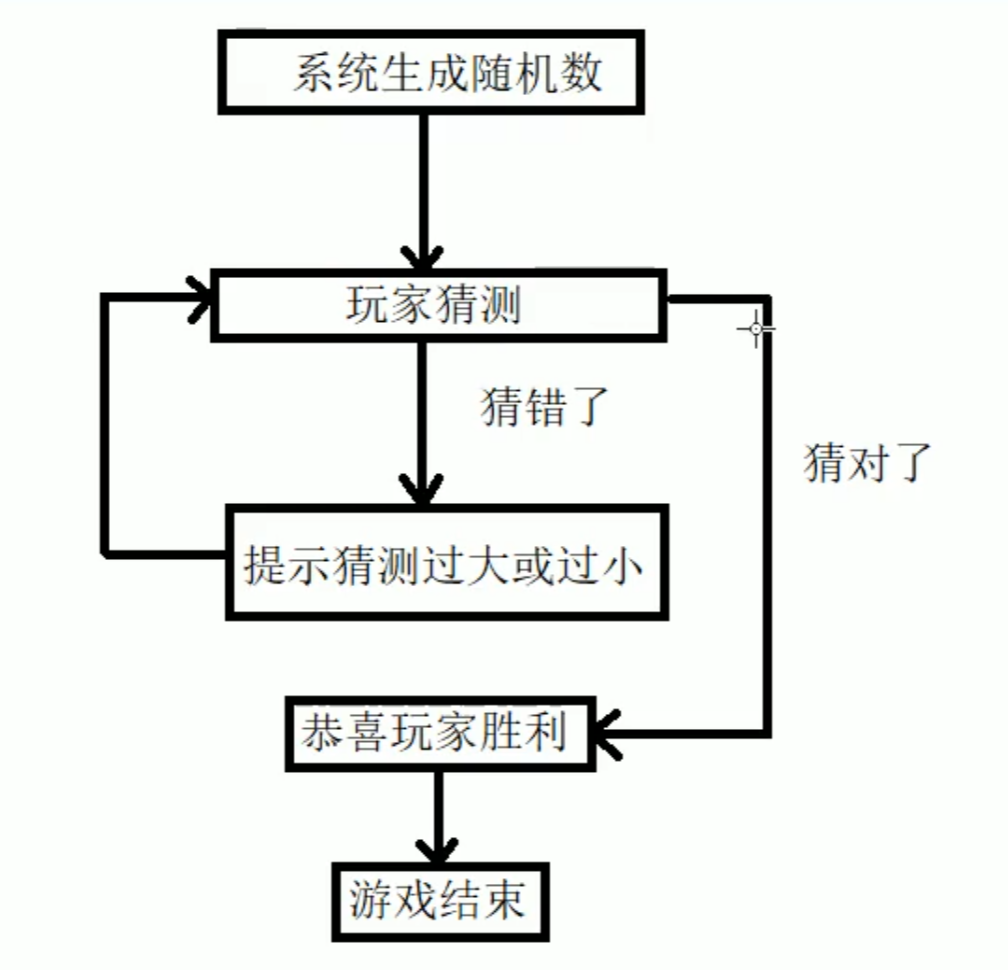 系统生成随机数
玩家猜测
猜错了
猜对了
提示猜测过大或过小
恭喜玩家胜利
游戏结束